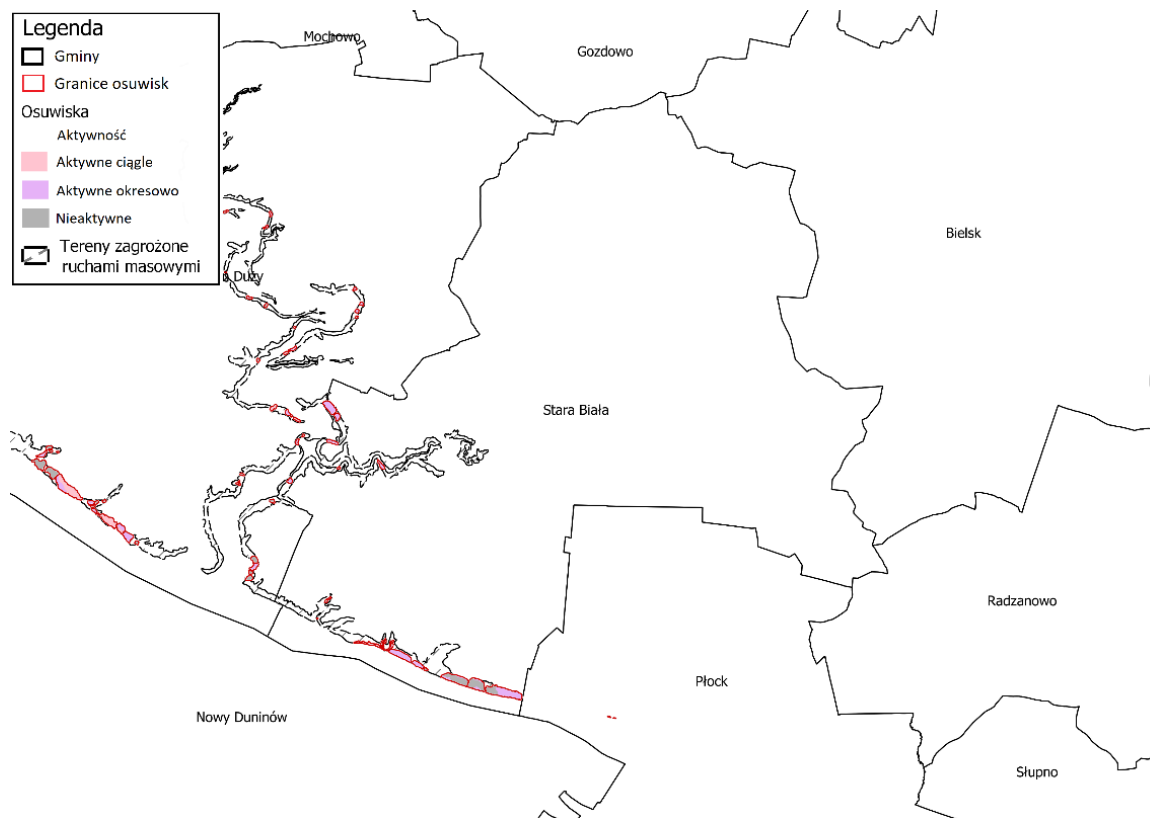 Legenda
Gminy
Granice osuwisk
Osuwiska
Aktywność
Aktywne ciągle
Aktywne okresowo
Nieaktywne
Tereny zagrożone
ruchami masowymi
Mochowo
Gozdowo
Bielsk
Duży
Stara Biała
Radzanowo
Płock
Nowy Duninów
Słupno